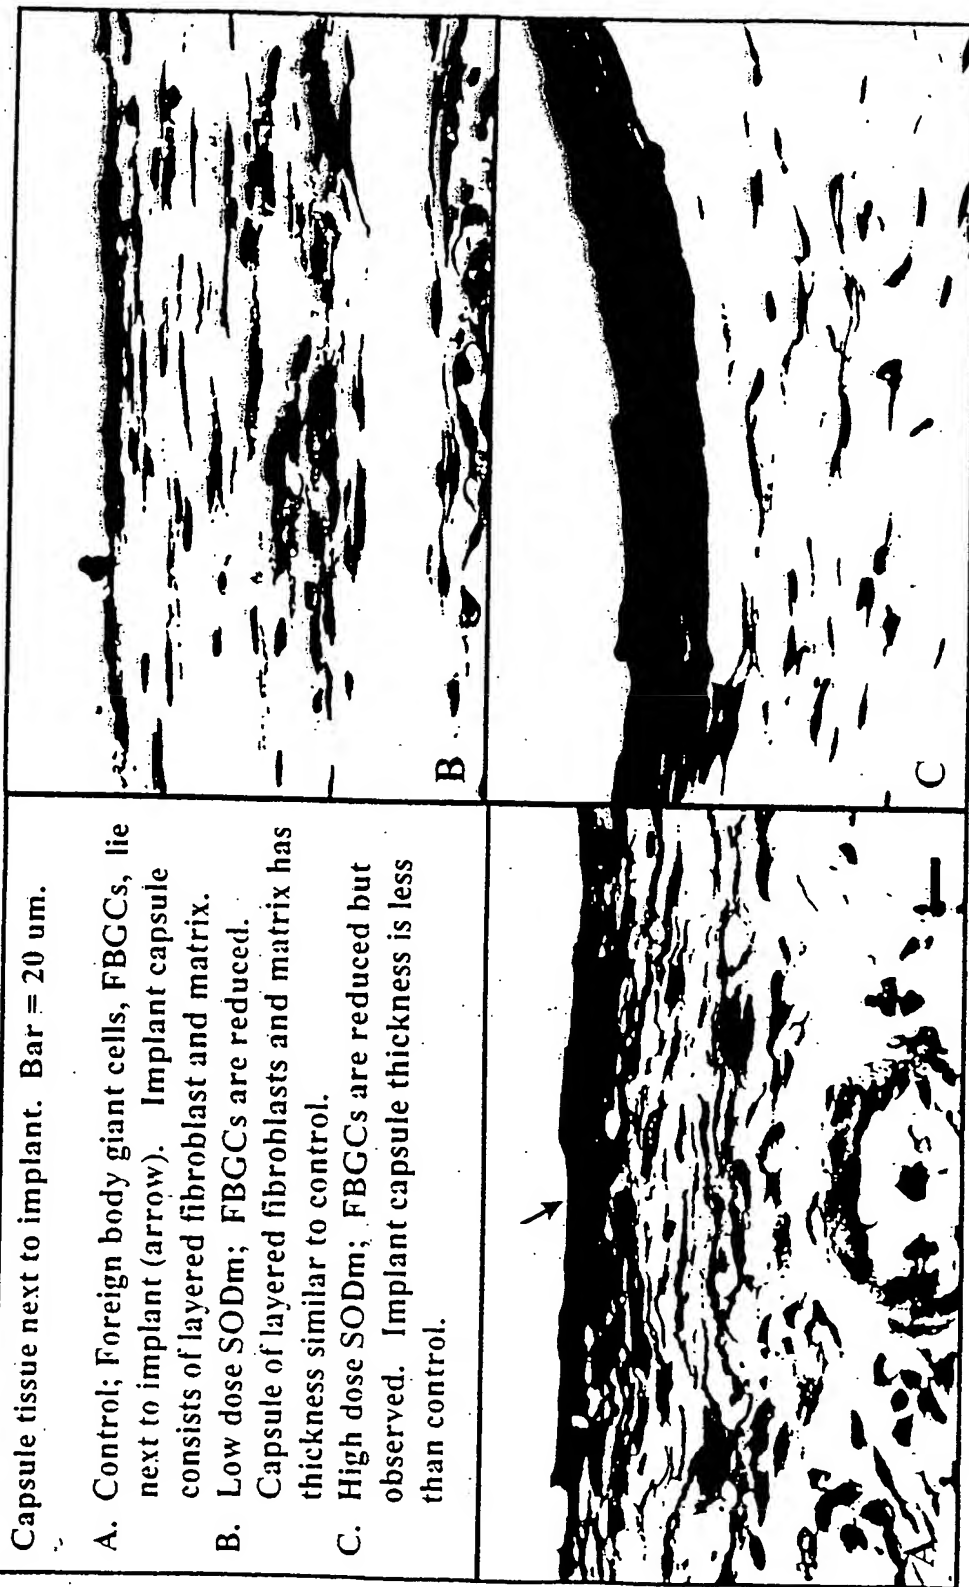 Capsule tissue next to implant. Bar = 20 um.
A. Control; Foreign body giant cells, FBGCs, lie
next to implant (arrow). Implant capsule
consists of layered fibroblast and matrix.
B. Low dose SODm; FBGCs are reduced.
Capsule of layered fibroblasts and matrix has
thickness similar to control.
C. High dose SODm; FBGCs are reduced but
observed. Implant capsule thickness is less
than control.
B
A
C